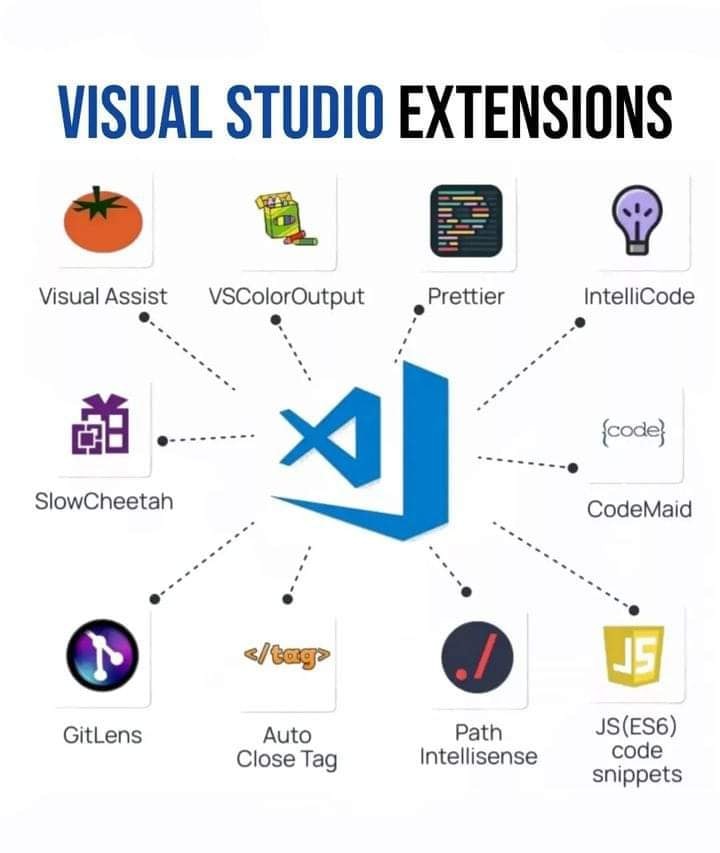 VISUAL STUDIO EXTENSIONS
Visual Assist
VSColorOutput
Prettier
IntelliCode
{code}
SlowCheetah
CodeMaid
</tag>
./
JS
GitLens
Auto
Close Tag
Path
Intellisense
JS(ES6)
code
snippets